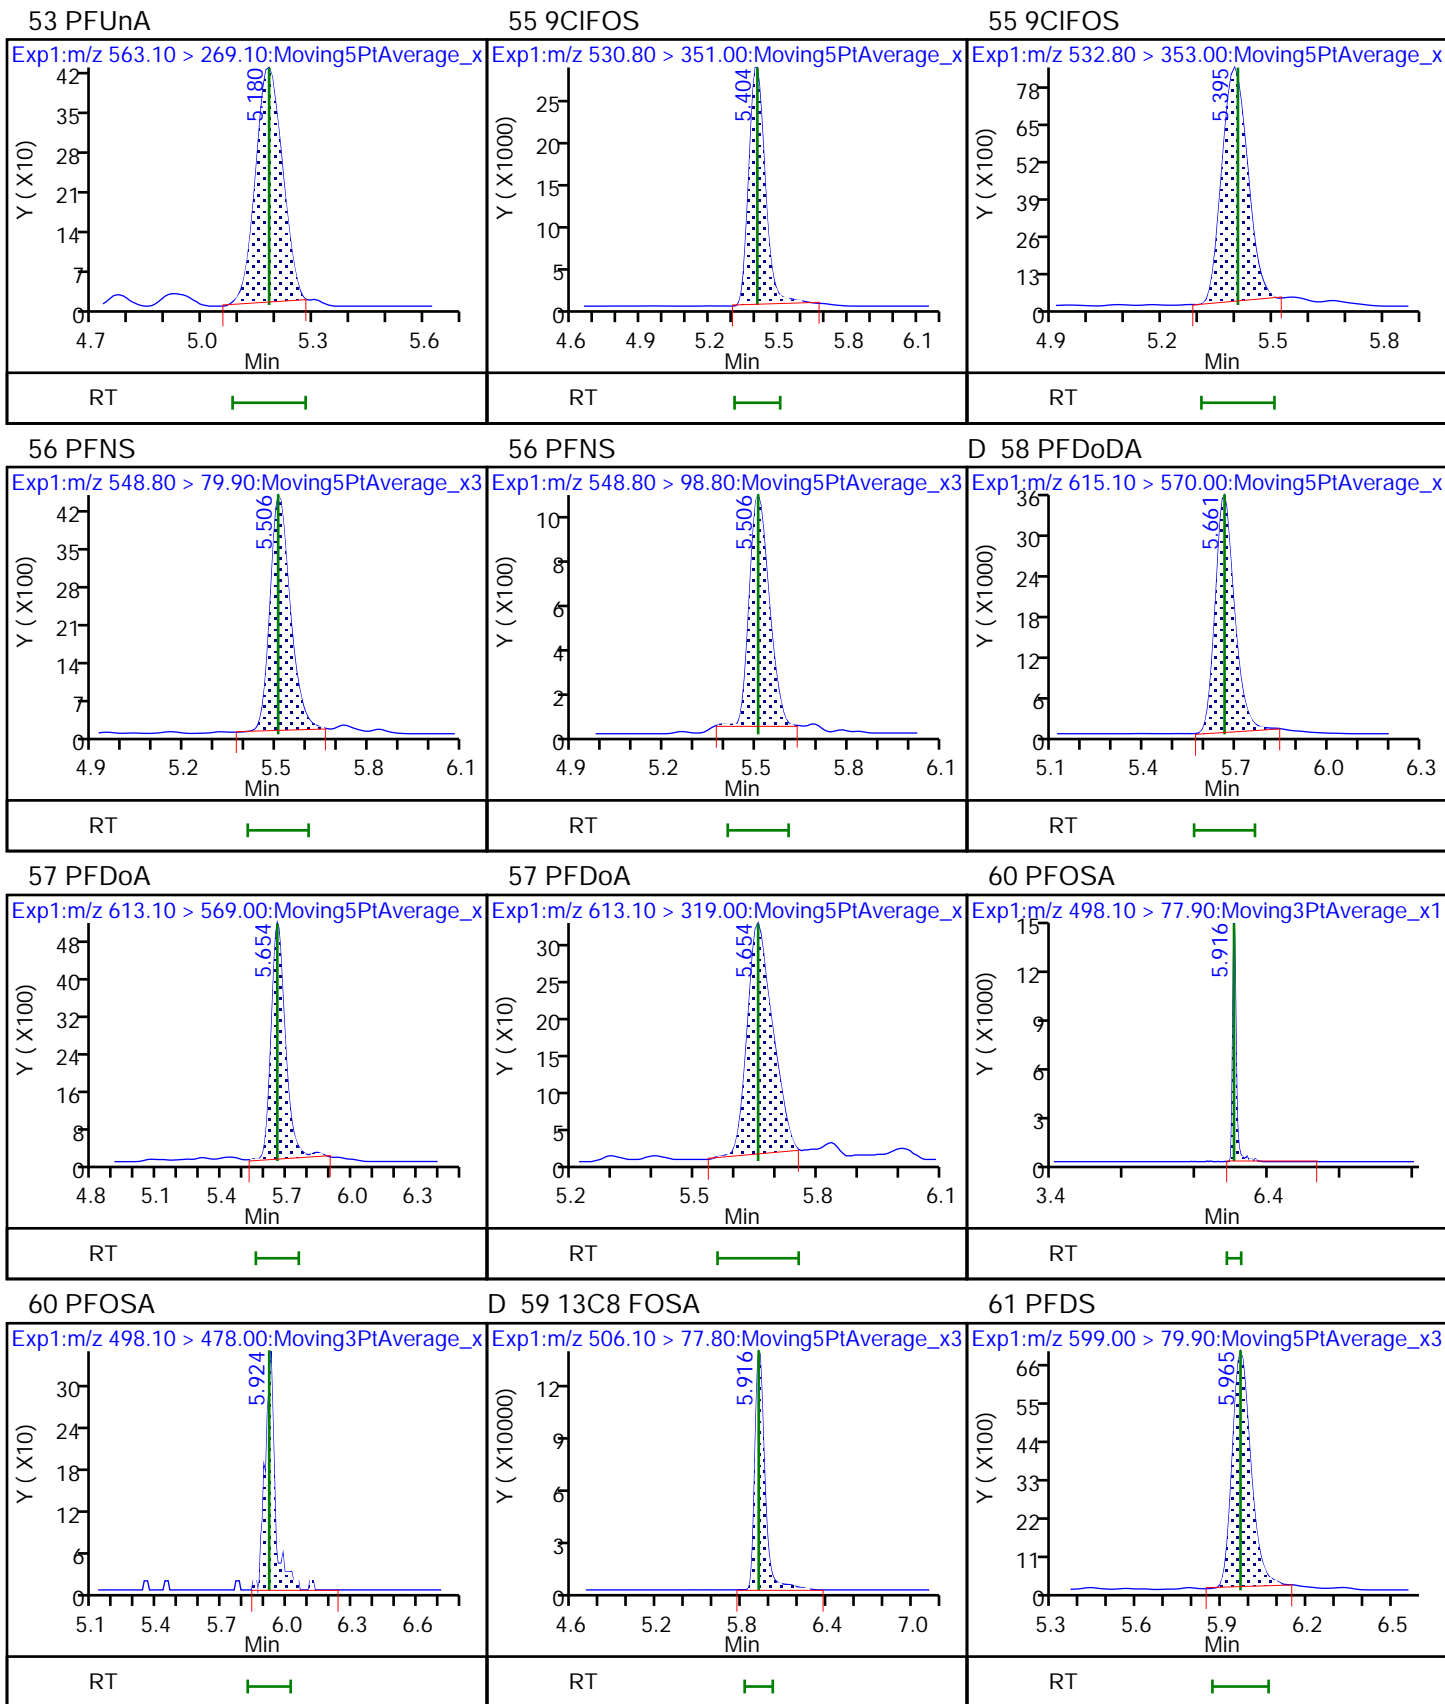 53 PFUnA
Exp1:m/z 563.10 > 269.10:Moving5PtAverage_x
Y ( X10)
42
35
28
21
14
7
0
5.180
4.7 5.0 5.3 5.6
Min
RT
55 9ClFOS
Exp1:m/z 530.80 > 351.00:Moving5PtAverage_x
Y ( X1000)
25
20
15
10
5
0
5.404
4.6 4.9 5.2 5.5 5.8 6.1
Min
RT
55 9ClFOS
Exp1:m/z 532.80 > 353.00:Moving5PtAverage_x
Y ( X100)
78
65
52
39
26
13
0
5.395
4.9 5.2 5.5 5.8
Min
RT
56 PFNS
Exp1:m/z 548.80 > 79.90:Moving5PtAverage_x3
Y ( X100)
42
35
28
21
14
7
0
5.506
4.9 5.2 5.5 5.8 6.1
Min
RT
56 PFNS
Exp1:m/z 548.80 > 98.80:Moving5PtAverage_x3
Y ( X100)
10
8
6
4
2
0
5.506
4.9 5.2 5.5 5.8 6.1
Min
RT
D 58 PFDoDA
Exp1:m/z 615.10 > 570.00:Moving5PtAverage_x
Y ( X1000)
36
30
24
18
12
6
0
5.661
5.1 5.4 5.7 6.0 6.3
Min
RT
57 PFDoA
Exp1:m/z 613.10 > 569.00:Moving5PtAverage_x
Y ( X100)
48
40
32
24
16
8
0
5.654
4.8 5.1 5.4 5.7 6.0 6.3
Min
RT
57 PFDoA
Exp1:m/z 613.10 > 319.00:Moving5PtAverage_x
Y ( X10)
30
25
20
15
10
5
0
5.654
5.2 5.5 5.8 6.1
Min
RT
60 PFOSA
Exp1:m/z 498.10 > 77.90:Moving3PtAverage_x1
Y ( X1000)
15
12
9
6
3
0
5.916
3.4 6.4
Min
RT
60 PFOSA
Exp1:m/z 498.10 > 478.00:Moving3PtAverage_x
Y ( X10)
30
24
18
12
6
0
5.924
5.1 5.4 5.7 6.0 6.3 6.6
Min
RT
D 59 13C8 FOSA
Exp1:m/z 506.10 > 77.80:Moving5PtAverage_x3
Y ( X10000)
12
9
6
3
0
5.916
4.6 5.2 5.8 6.4 7.0
Min
RT
61 PFDS
Exp1:m/z 599.00 > 79.90:Moving5PtAverage_x3
Y ( X100)
66
55
44
33
22
11
0
5.965
5.3 5.6 5.9 6.2 6.5
Min
RT